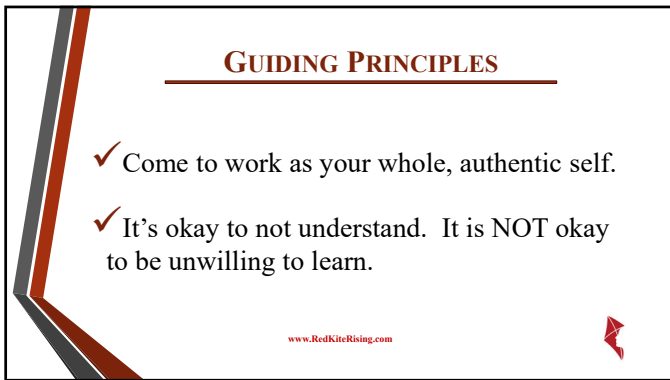 GUIDING PRINCIPLES
✓Come to work as your whole, authentic self.
✓It's okay to not understand.  It is NOT okay
to be unwilling to learn.
www.RedKiteRising.com